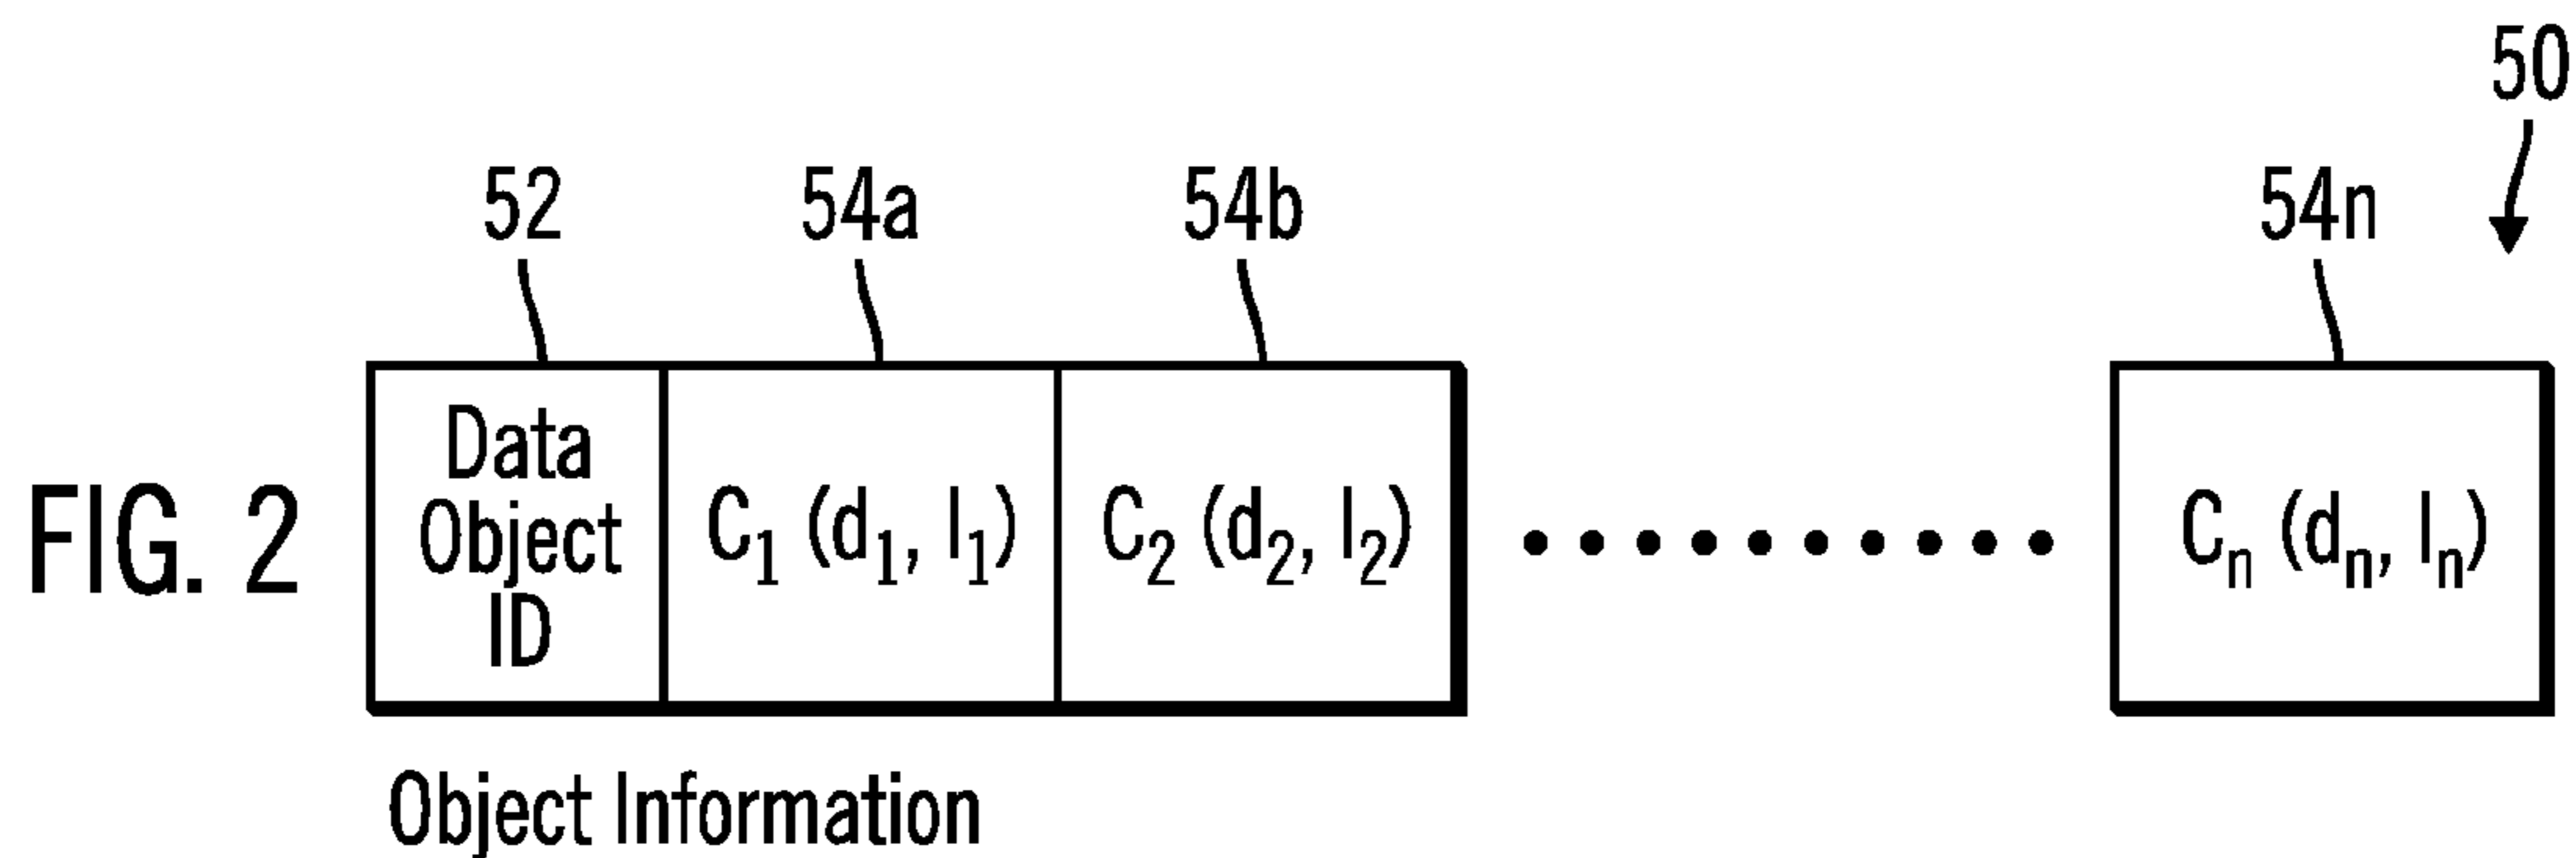 50
52 54a 54b 54n
FIG. 2
Data
Object
ID
C₁ (d₁, l₁) C₂ (d₂, l₂) Cₙ (dₙ, lₙ)
Object Information